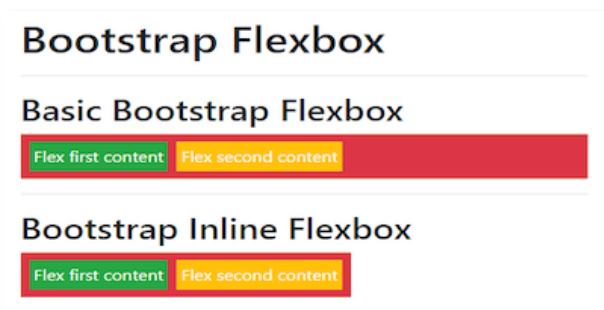 Bootstrap Flexbox
Basic Bootstrap Flexbox
Flex first content Flex second content
Bootstrap Inline Flexbox
Flex first content Flex second content